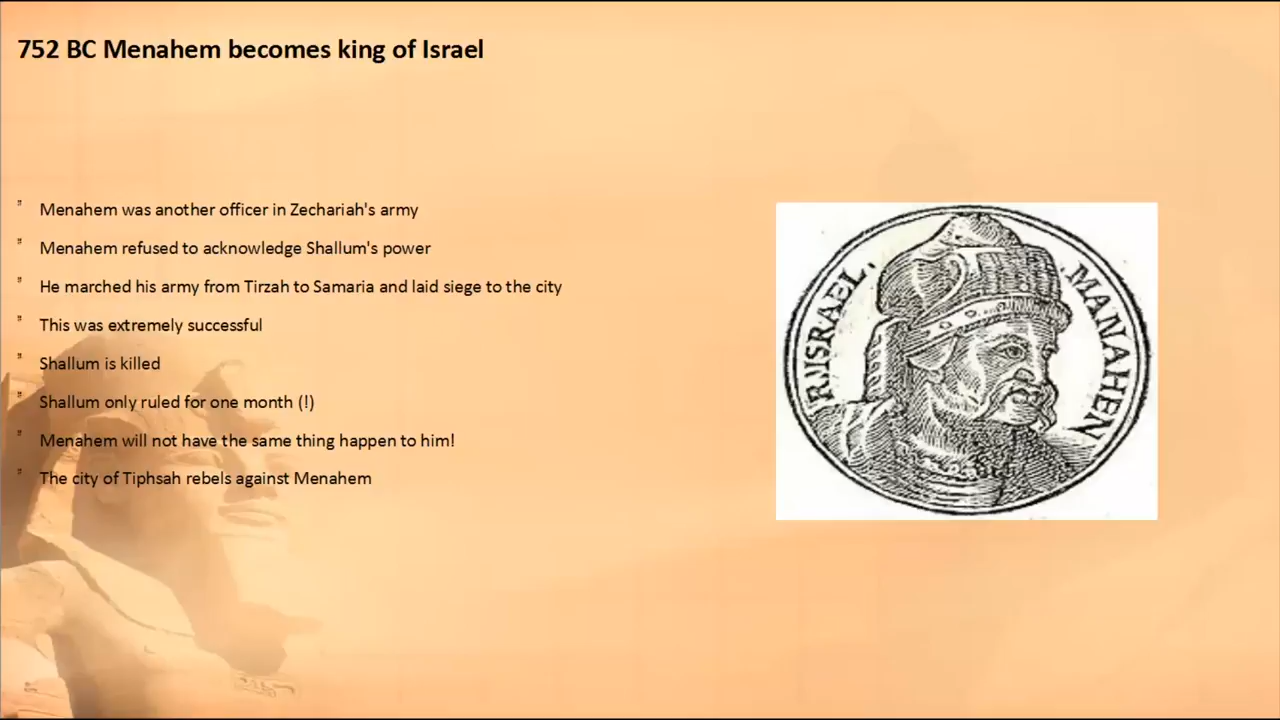 752 BC Menahem becomes king of Israel
Menahem was another officer in Zechariah's army
Menahem refused to acknowledge Shallum's power
He marched his army from Tirzah to Samaria and laid siege to the city
This was extremely successful
Shallum is killed
Shallum only ruled for one month (!)
Menahem will not have the same thing happen to him!
The city of Tiphsah rebels against Menahem
R.ISRAEL.
MANAHEN